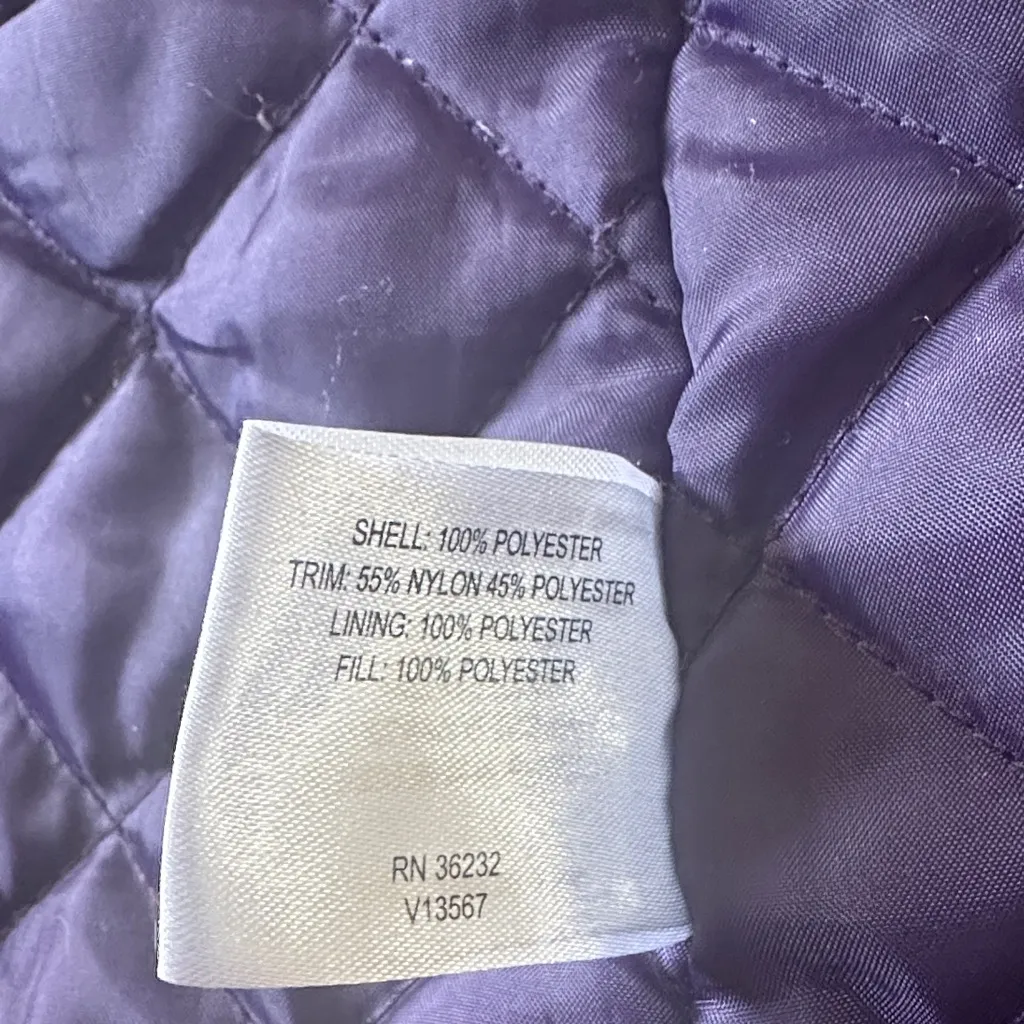 SHELL: 100% POLYESTER
TRIM: 55% NYLON 45% POLYESTER
LINING: 100% POLYESTER
FILL: 100% POLYESTER
RN 36232
V13567